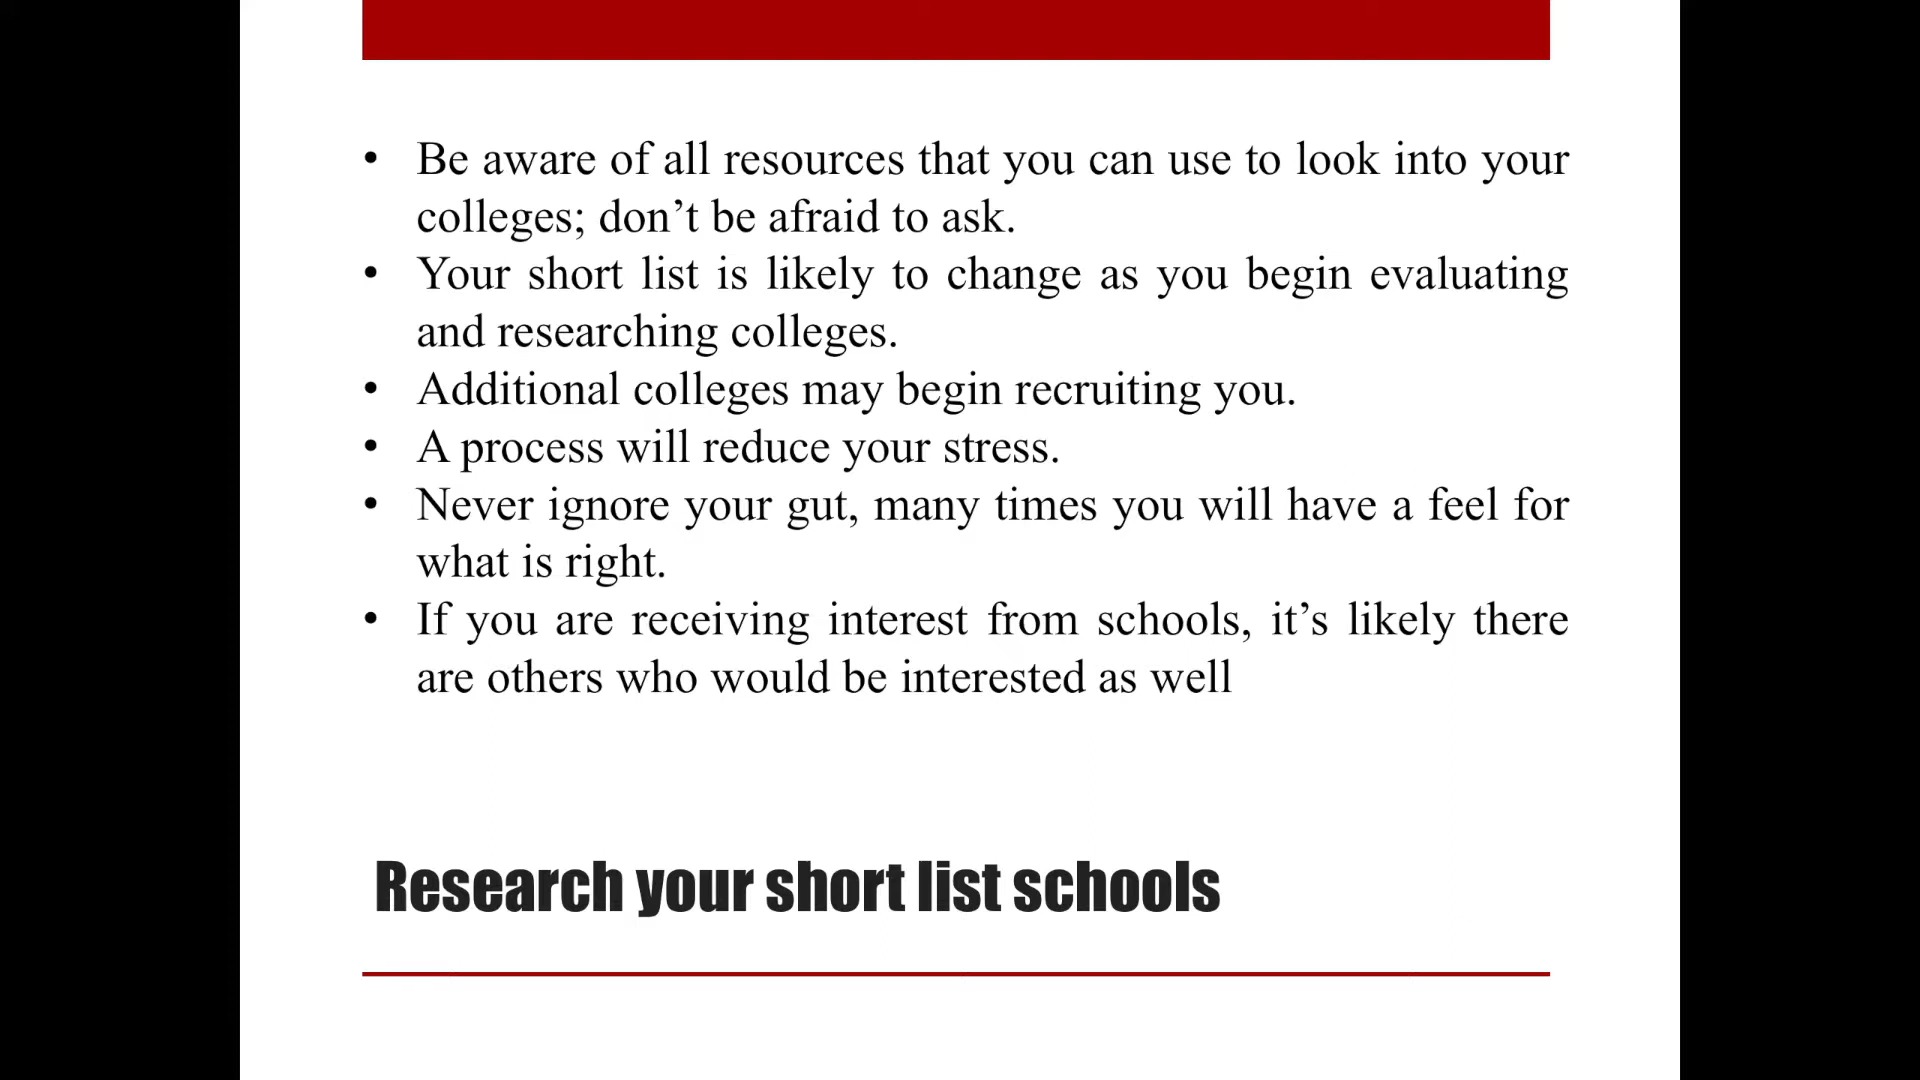 • Be aware of all resources that you can use to look into your
colleges; don’t be afraid to ask.
• Your short list is likely to change as you begin evaluating
and researching colleges.
• Additional colleges may begin recruiting you.
• A process will reduce your stress.
• Never ignore your gut, many times you will have a feel for
what is right.
• If you are receiving interest from schools, it’s likely there
are others who would be interested as well
Research your short list schools